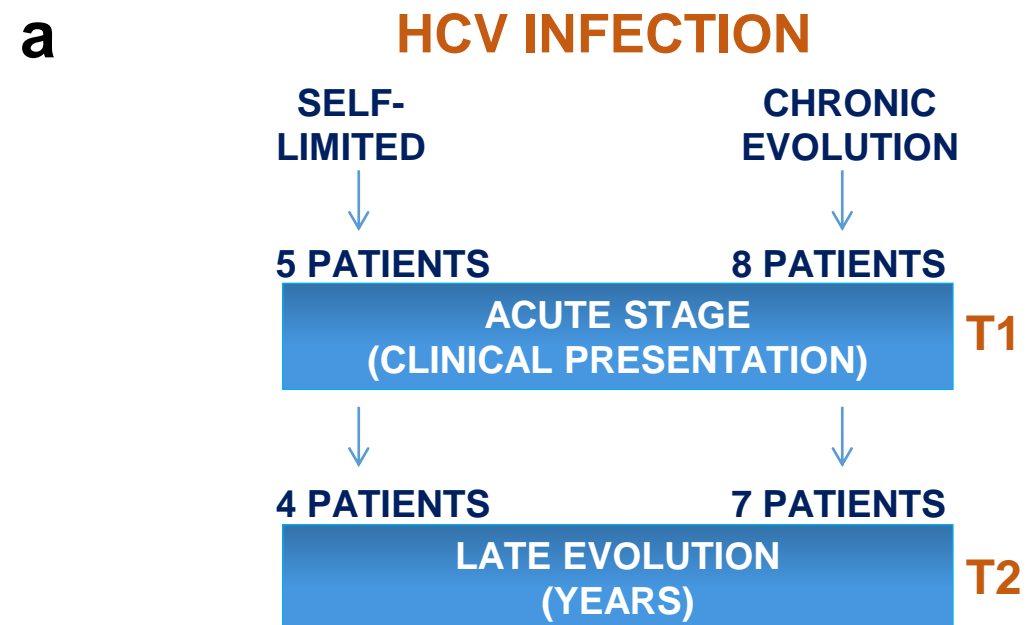 a
HCV INFECTION
SELF-
LIMITED
CHRONIC
EVOLUTION
5 PATIENTS
8 PATIENTS
ACUTE STAGE
(CLINICAL PRESENTATION)
T1
4 PATIENTS
7 PATIENTS
LATE EVOLUTION
(YEARS)
T2